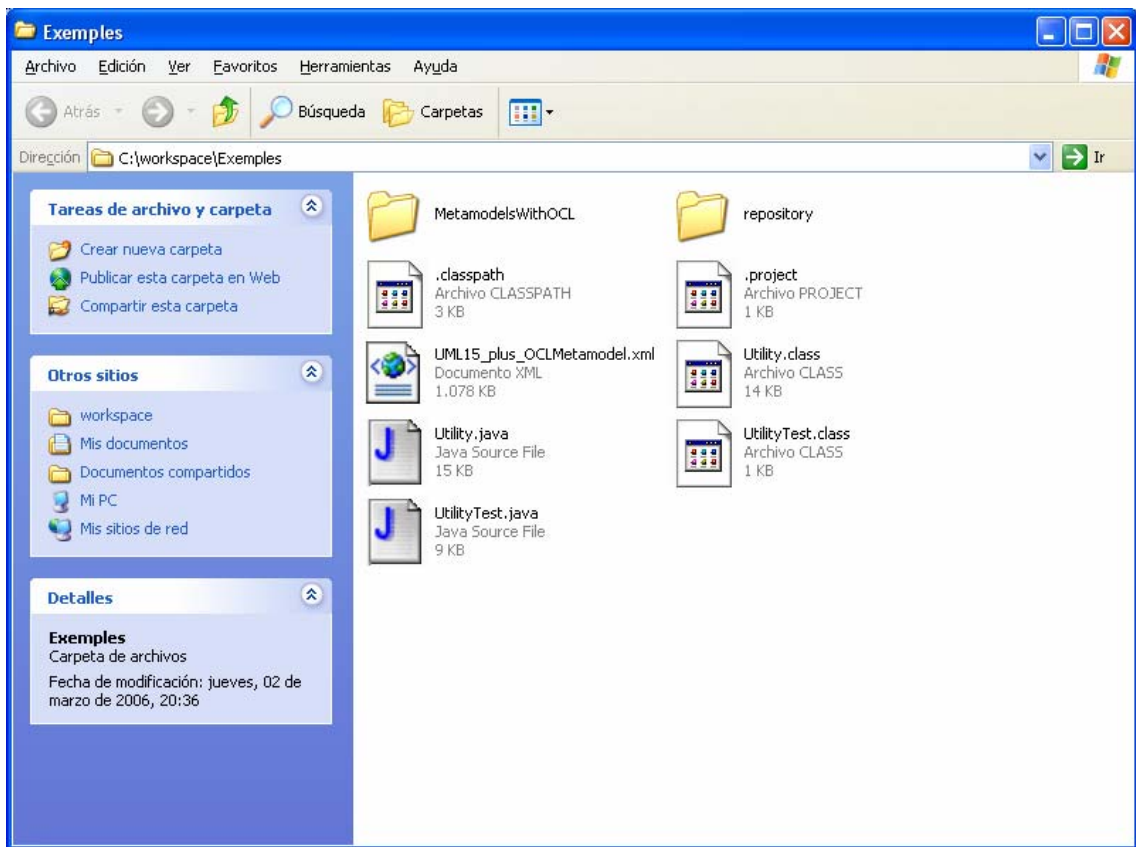 Exemples
Archivo Edición Ver Favoritos Herramientas Ayuda
Atrás Búsqueda Carpetas
Dirección C:\workspace\Exemples Ir
Tareas de archivo y carpeta
Crear nueva carpeta
Publicar esta carpeta en Web
Compartir esta carpeta
Otros sitios
workspace
Mis documentos
Documentos compartidos
Mi PC
Mis sitios de red
Detalles
Exemples
Carpeta de archivos
Fecha de modificación: jueves, 02 de
marzo de 2006, 20:36
MetamodelsWithOCL
repository
.classpath
Archivo CLASSPATH
3 KB
.project
Archivo PROJECT
1 KB
UML15_plus_OCLMetamodel.xml
Documento XML
1.078 KB
Utility.class
Archivo CLASS
14 KB
Utility.java
Java Source File
15 KB
UtilityTest.class
Archivo CLASS
1 KB
UtilityTest.java
Java Source File
9 KB